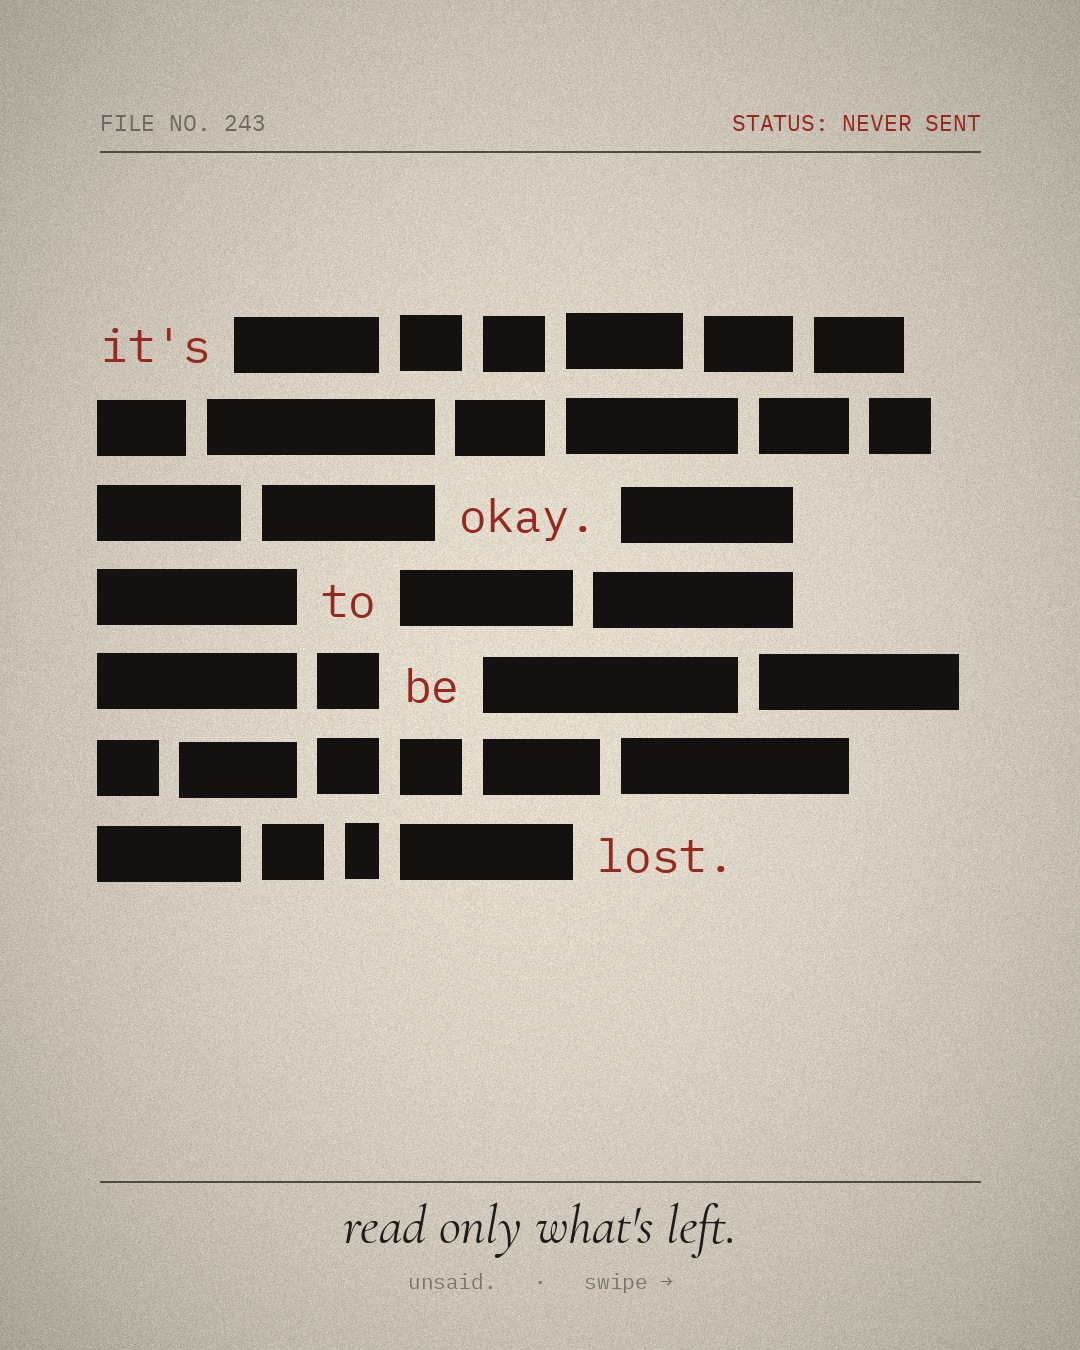 FILE NO. 243
STATUS: NEVER SENT
it's
okay.
to
be
lost.
read only what's left.
unsaid. · swipe →